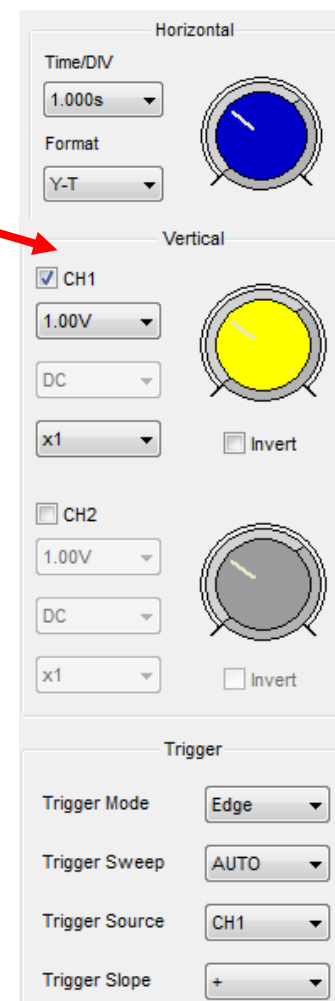 Horizontal
Time/DIV
1.000s
Format
Y-T
Vertical
CH1
1.00V
DC
x1
Invert
CH2
1.00V
DC
x1
Invert
Trigger
Trigger Mode Edge
Trigger Sweep AUTO
Trigger Source CH1
Trigger Slope +